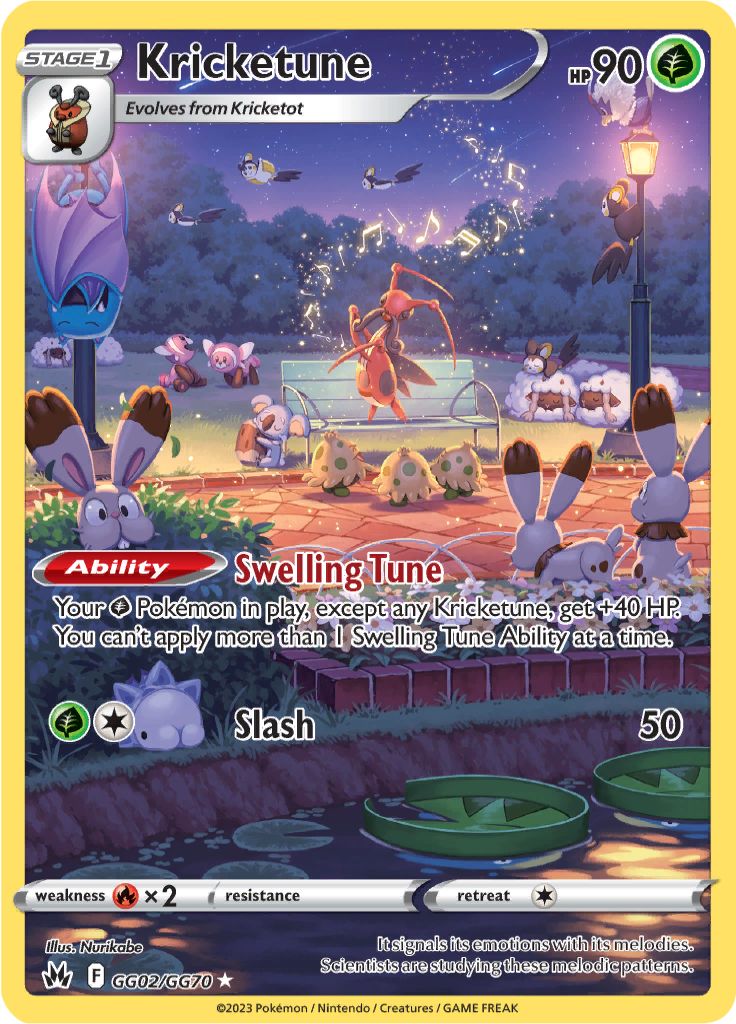 STAGE1
Kricketune
HP 90
Evolves from Kricketot
Ability
Swelling Tune
Your Pokémon in play, except any Kricketune, get +40 HP.
You can't apply more than 1 Swelling Tune Ability at a time.
Slash 50
weakness ×2 resistance retreat
Illus. Nurikabe
It signals its emotions with its melodies.
Scientists are studying these melodic patterns.
F GG02/GG70 ★
©2023 Pokémon / Nintendo / Creatures / GAME FREAK